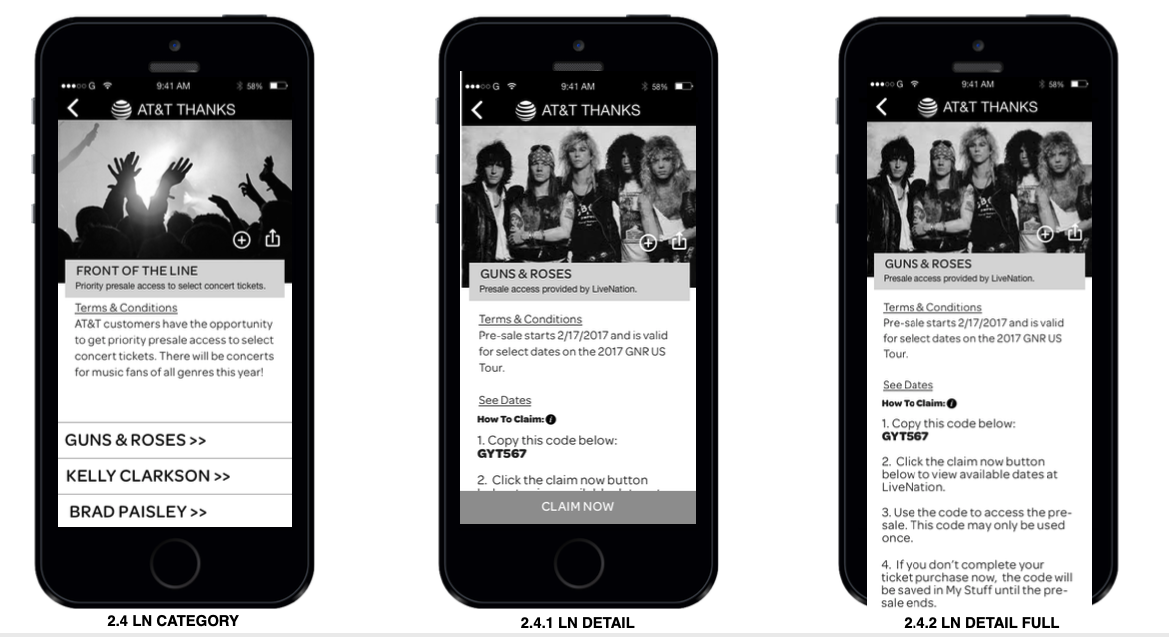 G 9:41 AM 58%
AT&T THANKS
FRONT OF THE LINE
Priority presale access to select concert tickets.
Terms & Conditions
AT&T customers have the opportunity
to get priority presale access to select
concert tickets. There will be concerts
for music fans of all genres this year!
GUNS & ROSES >>
KELLY CLARKSON >>
BRAD PAISLEY >>
2.4 LN CATEGORY
G 9:41 AM 58%
AT&T THANKS
GUNS & ROSES
Presale access provided by LiveNation.
Terms & Conditions
Pre-sale starts 2/17/2017 and is valid
for select dates on the 2017 GNR US
Tour.
See Dates
How To Claim: i
1. Copy this code below:
GYT567
2. Click the claim now button
CLAIM NOW
2.4.1 LN DETAIL
G 9:41 AM 58%
AT&T THANKS
GUNS & ROSES
Presale access provided by LiveNation.
Terms & Conditions
Pre-sale starts 2/17/2017 and is valid
for select dates on the 2017 GNR US
Tour.
See Dates
How To Claim: i
1. Copy this code below:
GYT567
2. Click the claim now button
below to view available dates at
LiveNation.
3. Use the code to access the pre-
sale. This code may only be used
once.
4. If you don't complete your
ticket purchase now, the code will
be saved in My Stuff until the pre-
sale ends.
2.4.2 LN DETAIL FULL